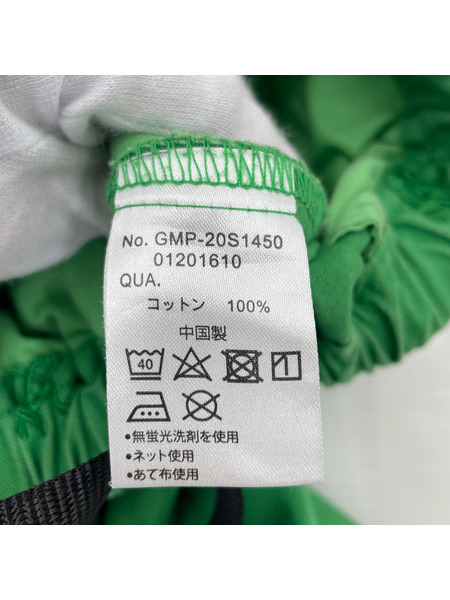 No. GMP-20S1450
01201610
QUA.
コットン 100%
中国製
40
•無蛍光洗剤を使用
•ネット使用
•あて布使用